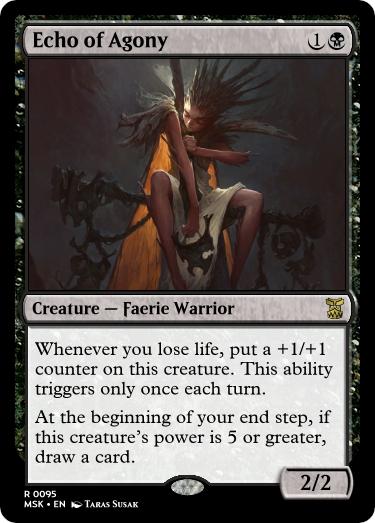 Echo of Agony 1
Creature — Faerie Warrior
Whenever you lose life, put a +1/+1
counter on this creature. This ability
triggers only once each turn.
At the beginning of your end step, if
this creature's power is 5 or greater,
draw a card.
2/2
R 0095
MSK • EN Taras Susak